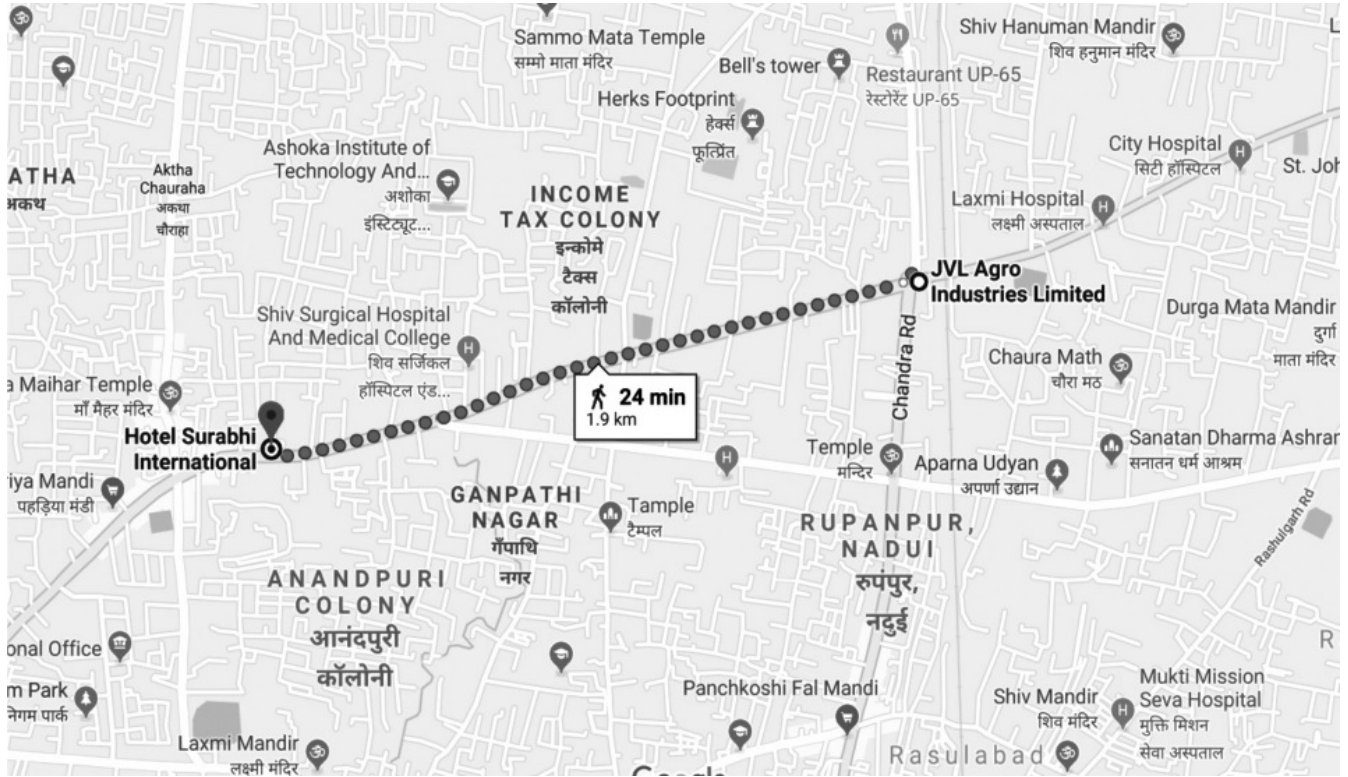 Sammo Mata Temple
सम्मो माता मंदिर
Bell's tower
Restaurant UP-65
रेस्टोरेंट UP-65
Shiv Hanuman Mandir
शिव हनुमान मंदिर
Herks Footprint
हेर्क्स
फूत्प्रिंत
City Hospital
सिटी हॉस्पिटल
St. Joh
Ashoka Institute of
Technology And...
अशोका
इंस्टिट्यूट...
ATHA
अकथ
Aktha
Chauraha
अकथा
चौराहा
INCOME
TAX COLONY
इन्कोमे
टैक्स
कॉलोनी
Laxmi Hospital
लक्ष्मी अस्पताल
JVL Agro
Industries Limited
Shiv Surgical Hospital
And Medical College
शिव सर्जिकल
हॉस्पिटल एंड...
Durga Mata Mandir
दुर्गा
माता मंदिर
Chandra Rd
Chaura Math
चौरा मठ
a Maihar Temple
माँ मैहर मंदिर
24 min
1.9 km
Hotel Surabhi
International
Temple
मन्दिर
Aparna Udyan
अपर्णा उद्यान
Sanatan Dharma Ashrar
सनातन धर्म आश्रम
riya Mandi
पहड़िया मंडी
GANPATHI
NAGAR
गँपाथि
नगर
Tample
टैम्पल
RUPANPUR,
NADUI
रुपंपुर,
Rashulgarh Rd
ANANDPURI
COLONY
आनंदपुरी
कॉलोनी
onal Office
R
m Park
निगम पार्क
Panchkoshi Fal Mandi
Shiv Mandir
शिव मंदिर
Mukti Mission
Seva Hospital
मुक्ति मिशन
सेवा अस्पताल
Laxmi Mandir
लक्ष्मी मंदिर
Rasulabad
Google